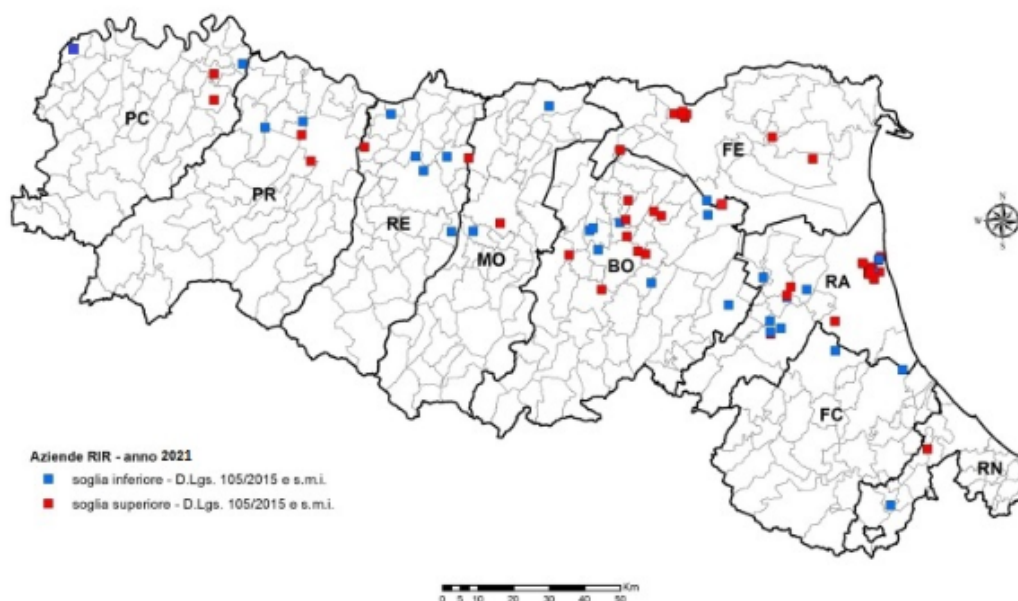 PC
PR
RE
MO
BO
FE
RA
FC
RN
N
W
S
Aziende RIR - anno 2021
soglia inferiore - D.Lgs. 105/2015 e s.m.i.
soglia superiore - D.Lgs. 105/2015 e s.m.i.
Km
0 5 10 20 30 40 50